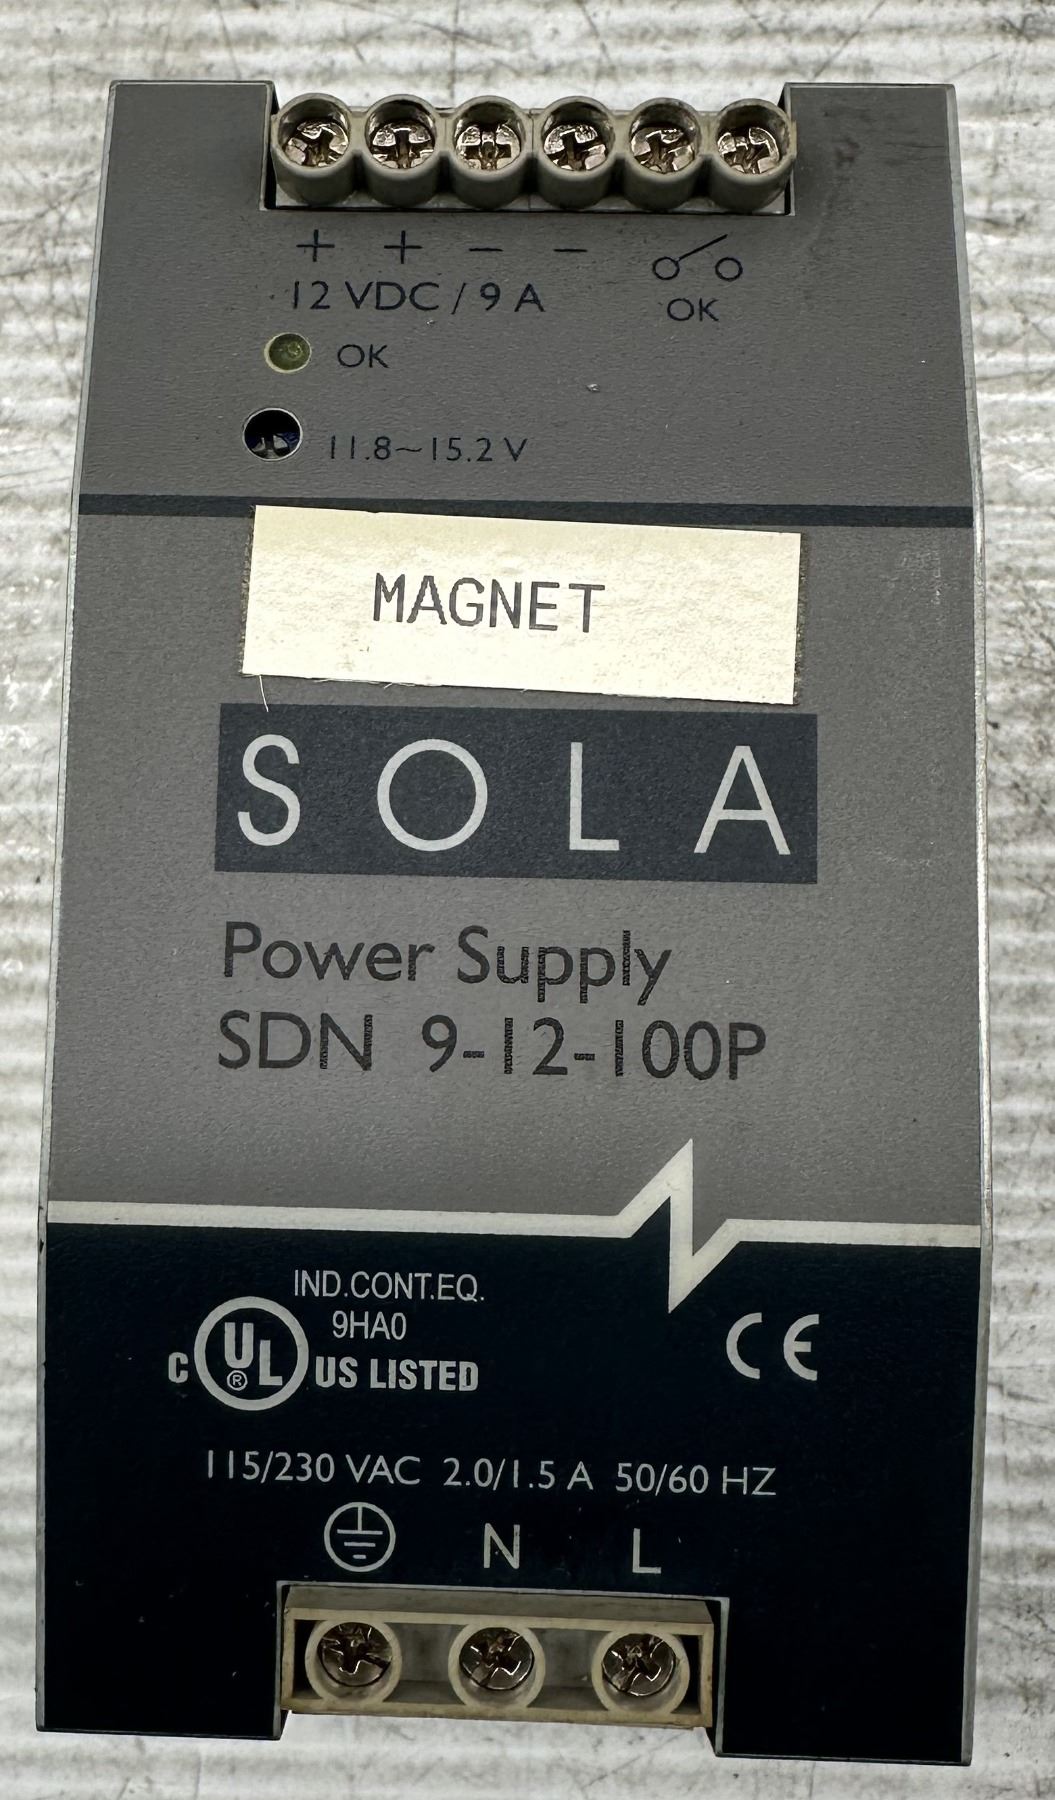 + + − −
12 VDC / 9 A
OK
OK
11.8~15.2 V
MAGNET
SOLA
Power Supply
SDN 9-12-100P
IND.CONT.EQ.
9HA0
C UL ® US LISTED
CE
115/230 VAC 2.0/1.5 A 50/60 HZ
N L